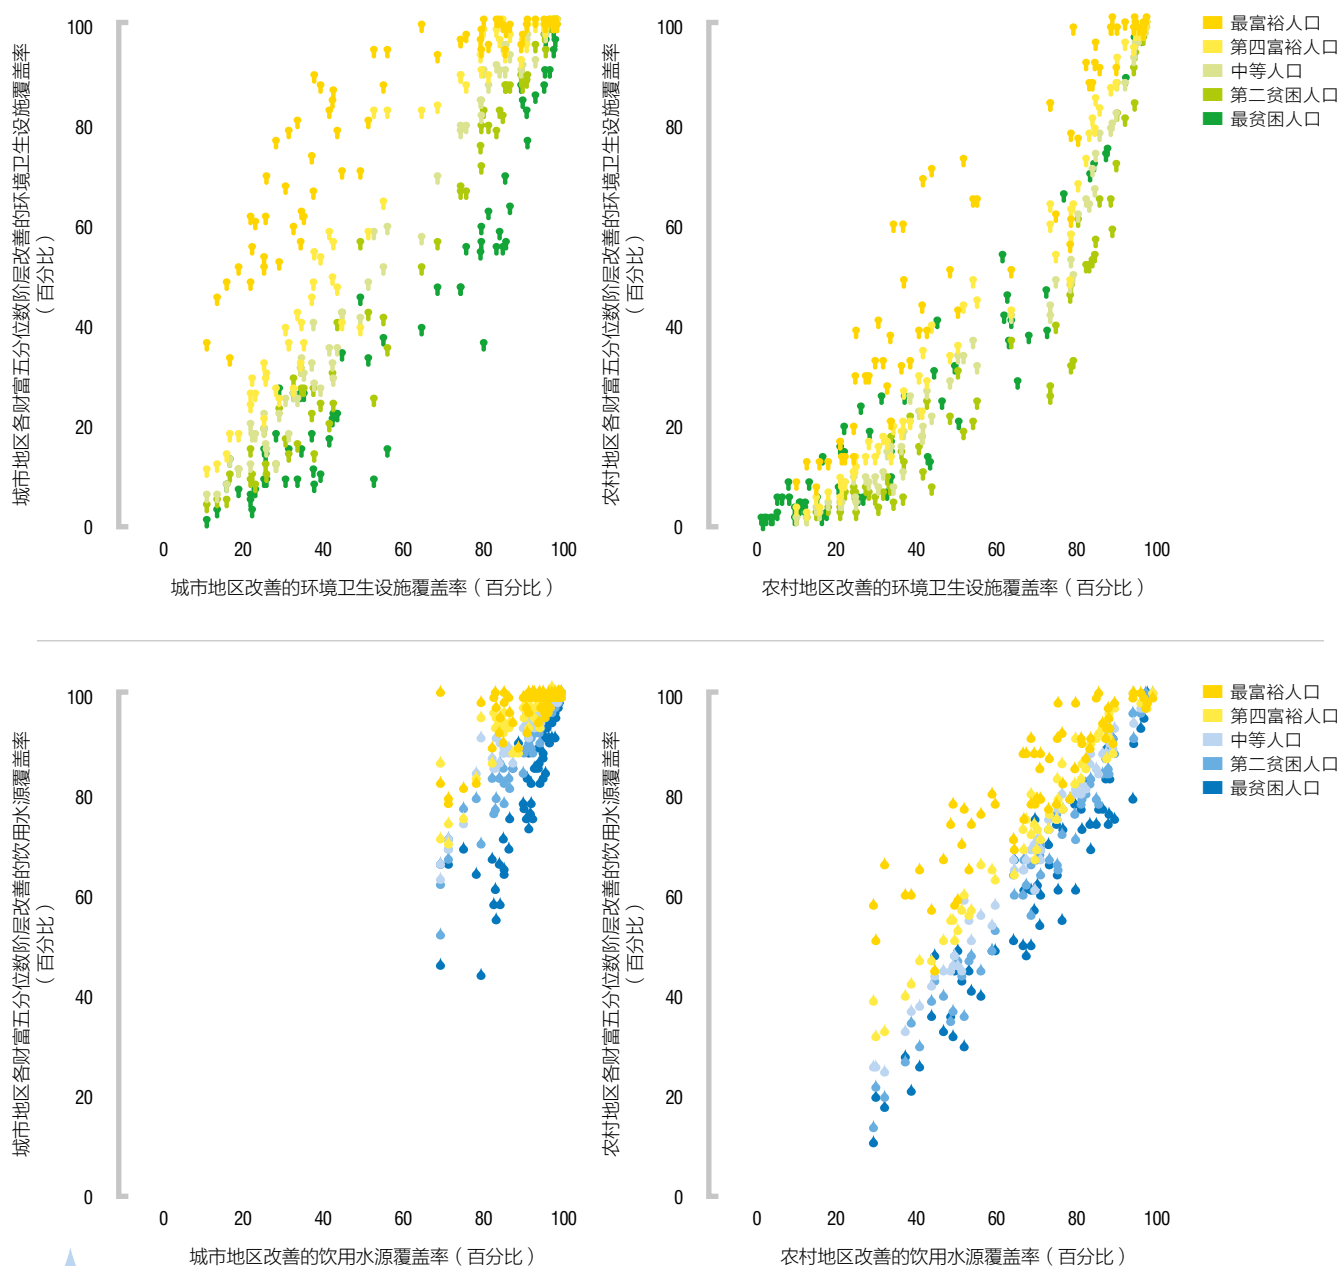 城市地区各财富五分位数阶层改善的环境卫生设施覆盖率
（百分比）
100
80
60
40
20
0
0 20 40 60 80 100
城市地区改善的环境卫生设施覆盖率（百分比）
农村地区各财富五分位数阶层改善的环境卫生设施覆盖率
（百分比）
100
80
60
40
20
0
0 20 40 60 80 100
农村地区改善的环境卫生设施覆盖率（百分比）
最富裕人口
第四富裕人口
中等人口
第二贫困人口
最贫困人口
城市地区各财富五分位数阶层改善的饮用水源覆盖率
（百分比）
100
80
60
40
20
0
0 20 40 60 80 100
城市地区改善的饮用水源覆盖率（百分比）
农村地区各财富五分位数阶层改善的饮用水源覆盖率
（百分比）
100
80
60
40
20
0
0 20 40 60 80 100
农村地区改善的饮用水源覆盖率（百分比）
最富裕人口
第四富裕人口
中等人口
第二贫困人口
最贫困人口